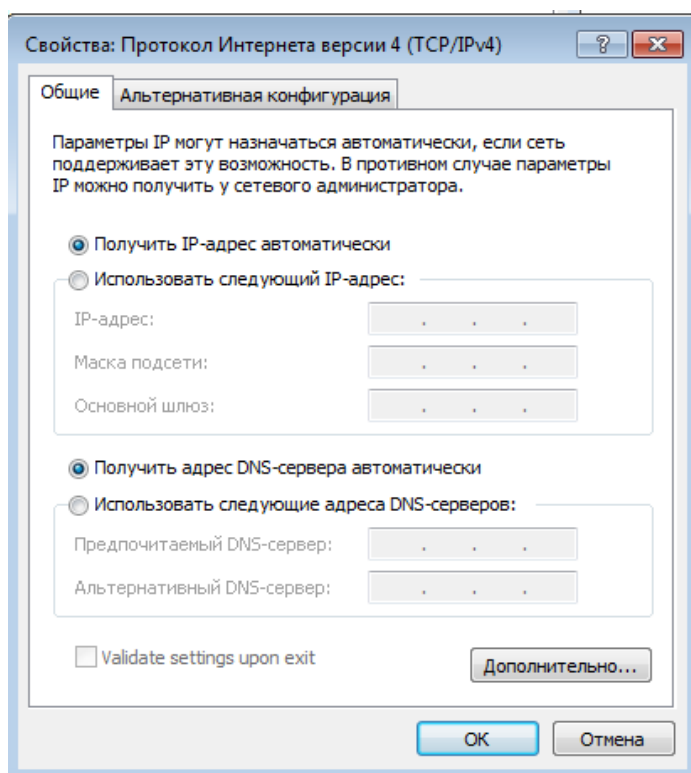 Свойства: Протокол Интернета версии 4 (TCP/IPv4)
Общие
Альтернативная конфигурация
Параметры IP могут назначаться автоматически, если сеть
поддерживает эту возможность. В противном случае параметры
IP можно получить у сетевого администратора.
Получить IP-адрес автоматически
Использовать следующий IP-адрес:
IP-адрес:
Маска подсети:
Основной шлюз:
Получить адрес DNS-сервера автоматически
Использовать следующие адреса DNS-серверов:
Предпочитаемый DNS-сервер:
Альтернативный DNS-сервер:
Validate settings upon exit
Дополнительно...
ОК
Отмена